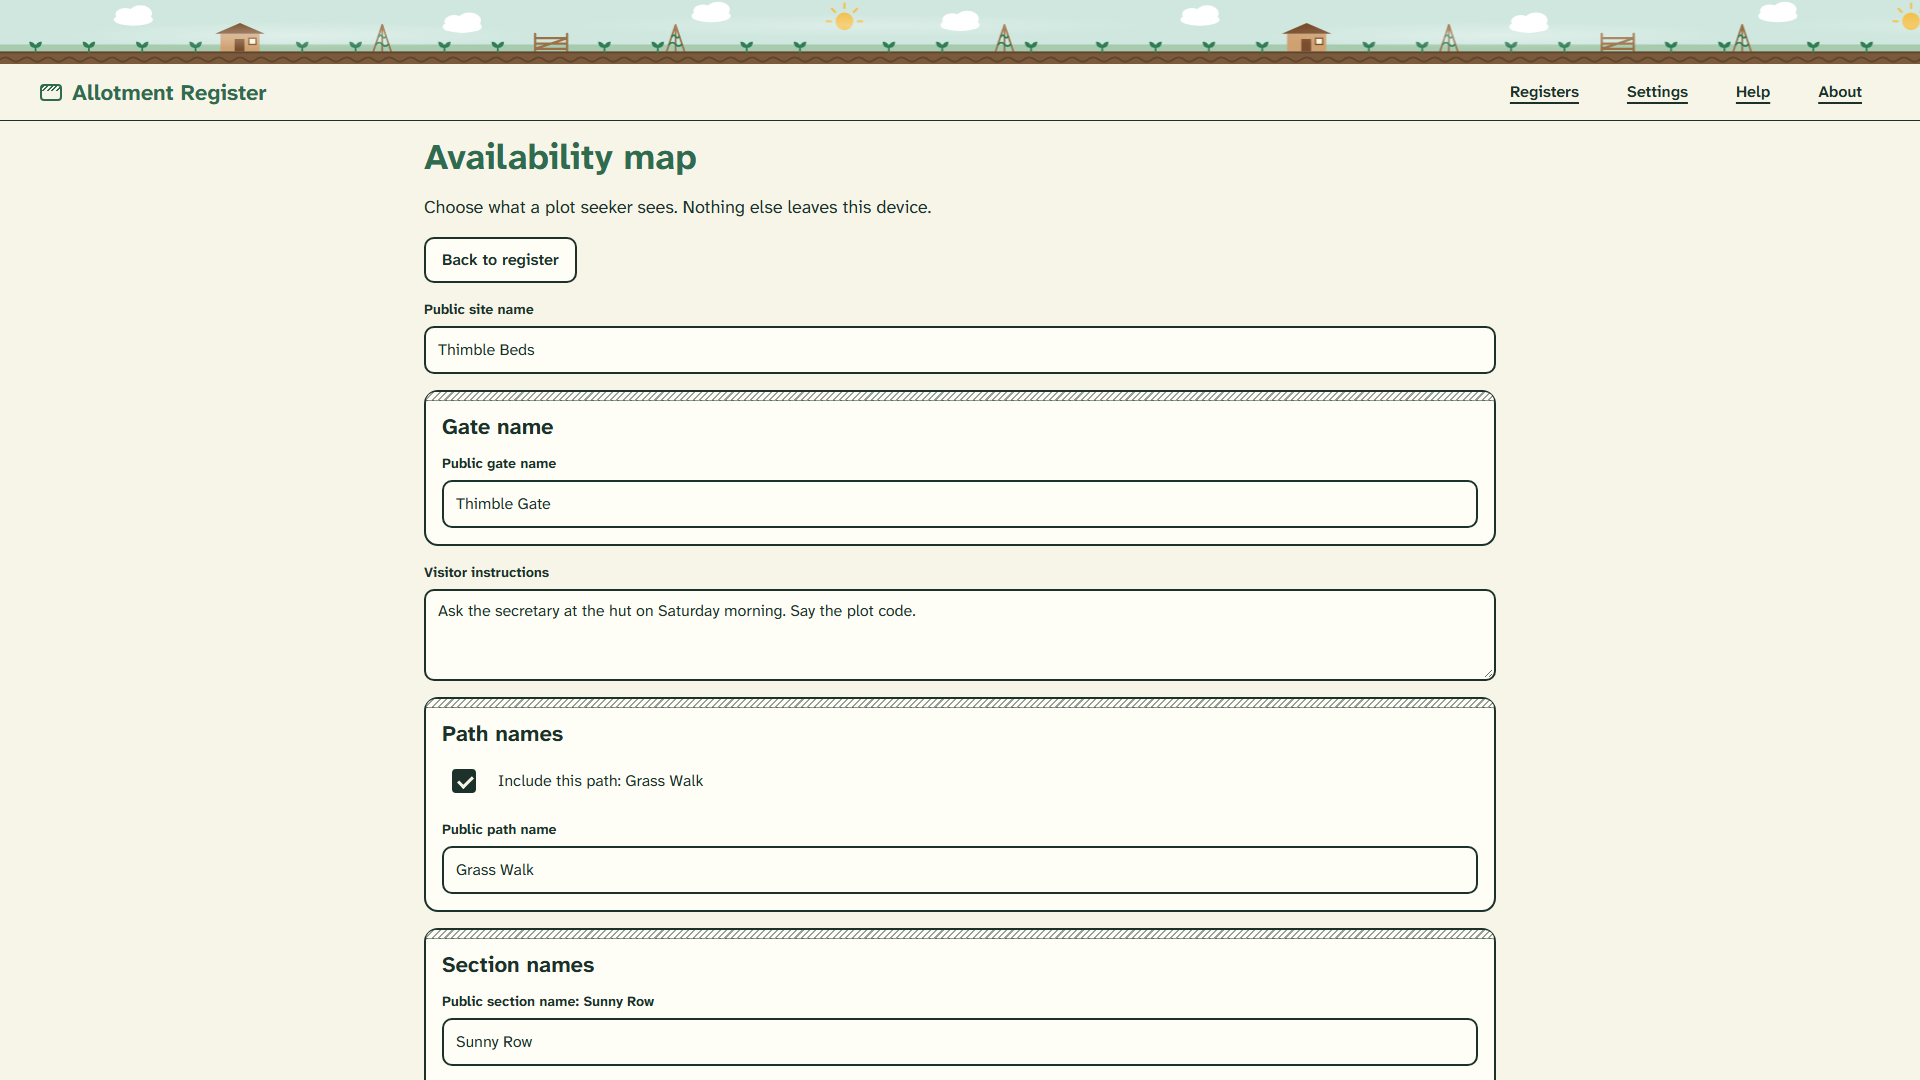 Allotment Register
Registers
Settings
Help
About
Availability map
Choose what a plot seeker sees. Nothing else leaves this device.
Back to register
Public site name
Thimble Beds
Gate name
Public gate name
Thimble Gate
Visitor instructions
Ask the secretary at the hut on Saturday morning. Say the plot code.
Path names
Include this path: Grass Walk
Public path name
Grass Walk
Section names
Public section name: Sunny Row
Sunny Row